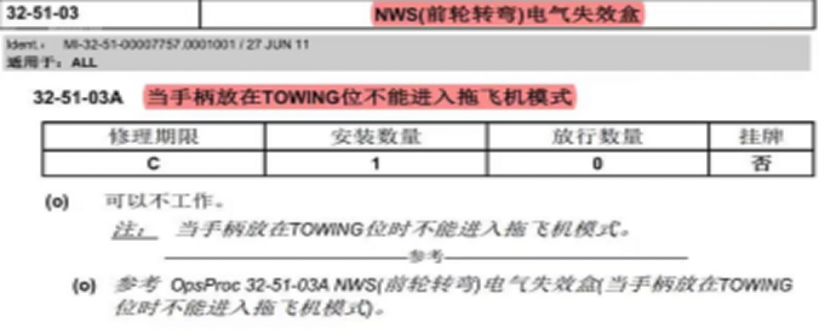 32-51-03 NWS(前轮转弯)电气失效盒
Ident.: MI-32-51-00007757.0001001 / 27 JUN 11
适用于: ALL
32-51-03A 当手柄放在TOWING位不能进入拖飞机模式
修理期限 安装数量 放行数量 挂牌
C 1 0 否
(o) 可以不工作。
注: 当手柄放在TOWING位时不能进入拖飞机模式。
参考
(o) 参考 OpsProc 32-51-03A NWS(前轮转弯)电气失效盒(当手柄放在TOWING
位时不能进入拖飞机模式)。